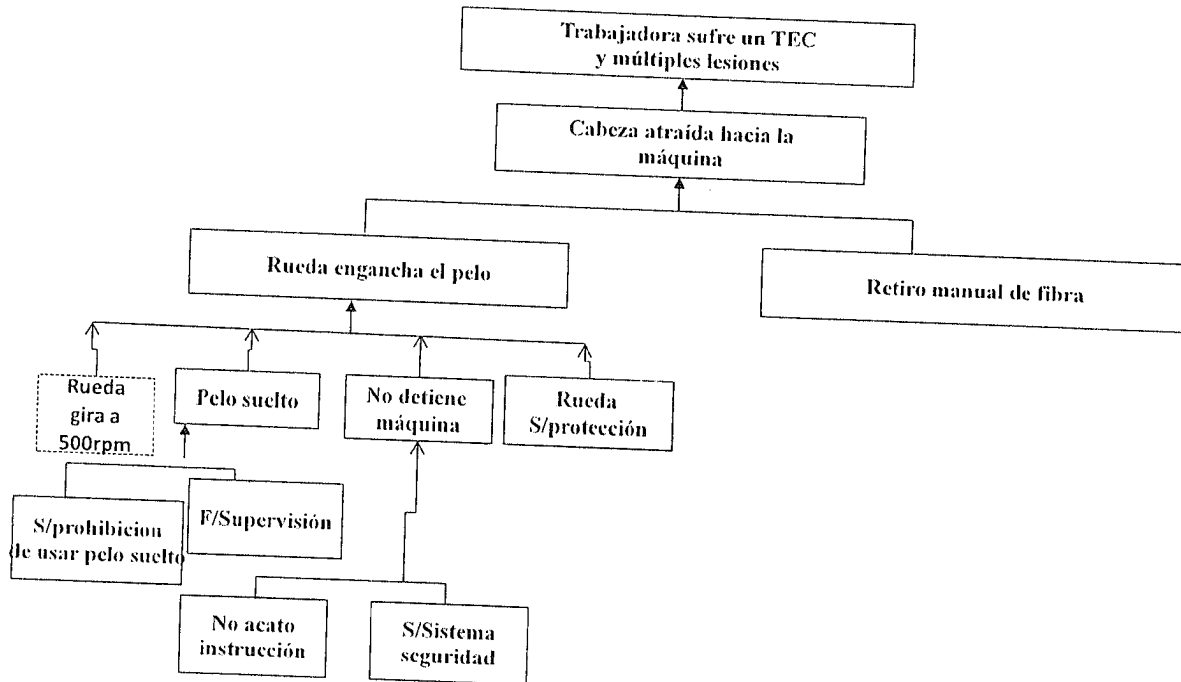 Trabajadora sufre un TEC
y múltiples lesiones
Cabeza atraída hacia la
máquina
Rueda engancha el pelo
Retiro manual de fibra
Rueda
gira a
500rpm
Pelo suelto
No detiene
máquina
Rueda
S/protección
S/prohibicion
de usar pelo suelto
F/Supervisión
No acato
instrucción
S/Sistema
seguridad